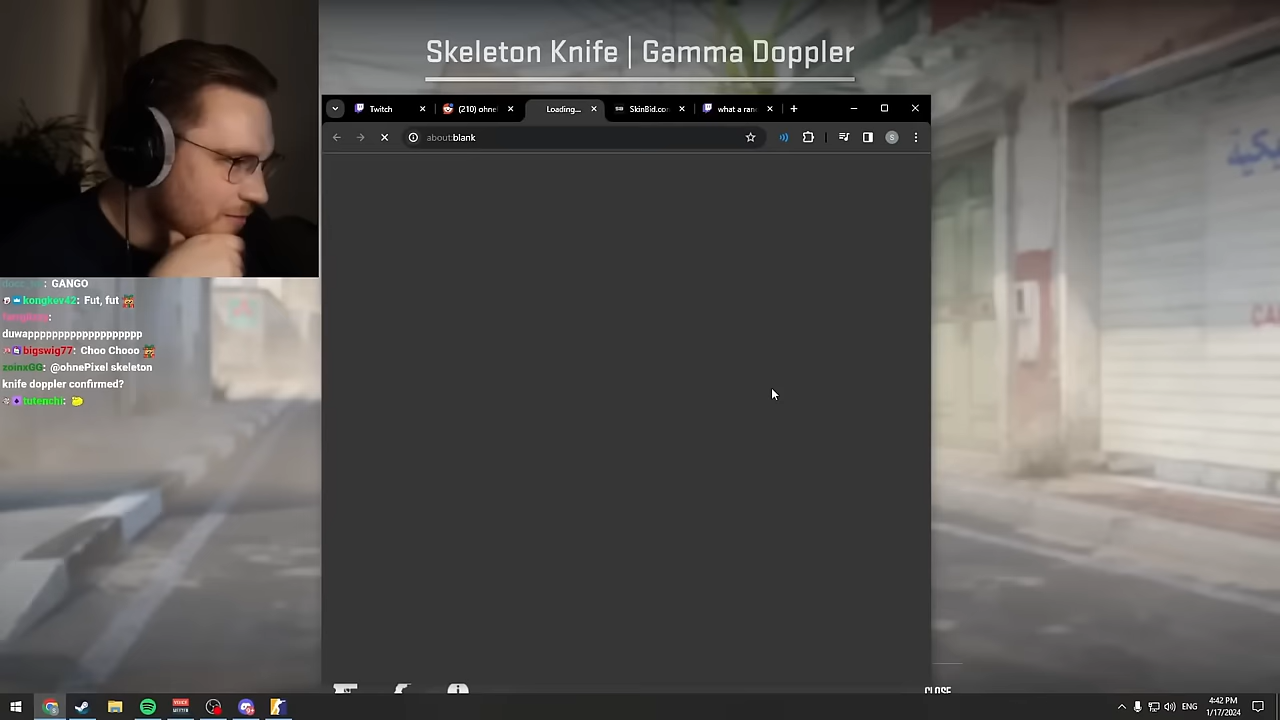 Skeleton Knife | Gamma Doppler
Twitch
(210) ohne
Loading...
SkinBid.co
what a ran
about:blank
S
: GANGO
kongkev42: Fut, fut
:
duwappppppppppppppppppp
bigswig77: Choo Chooo
zoinxGG: @ohnePixel skeleton
knife doppler confirmed?
tutenchi:
CLOSE
ENG
4:42 PM
1/17/2024